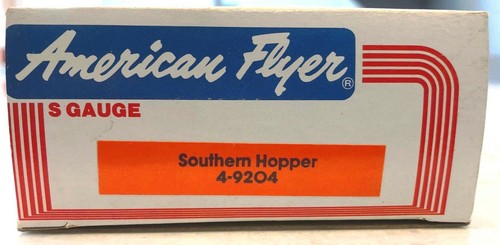 American Flyer®
S GAUGE
Southern Hopper
4-9204